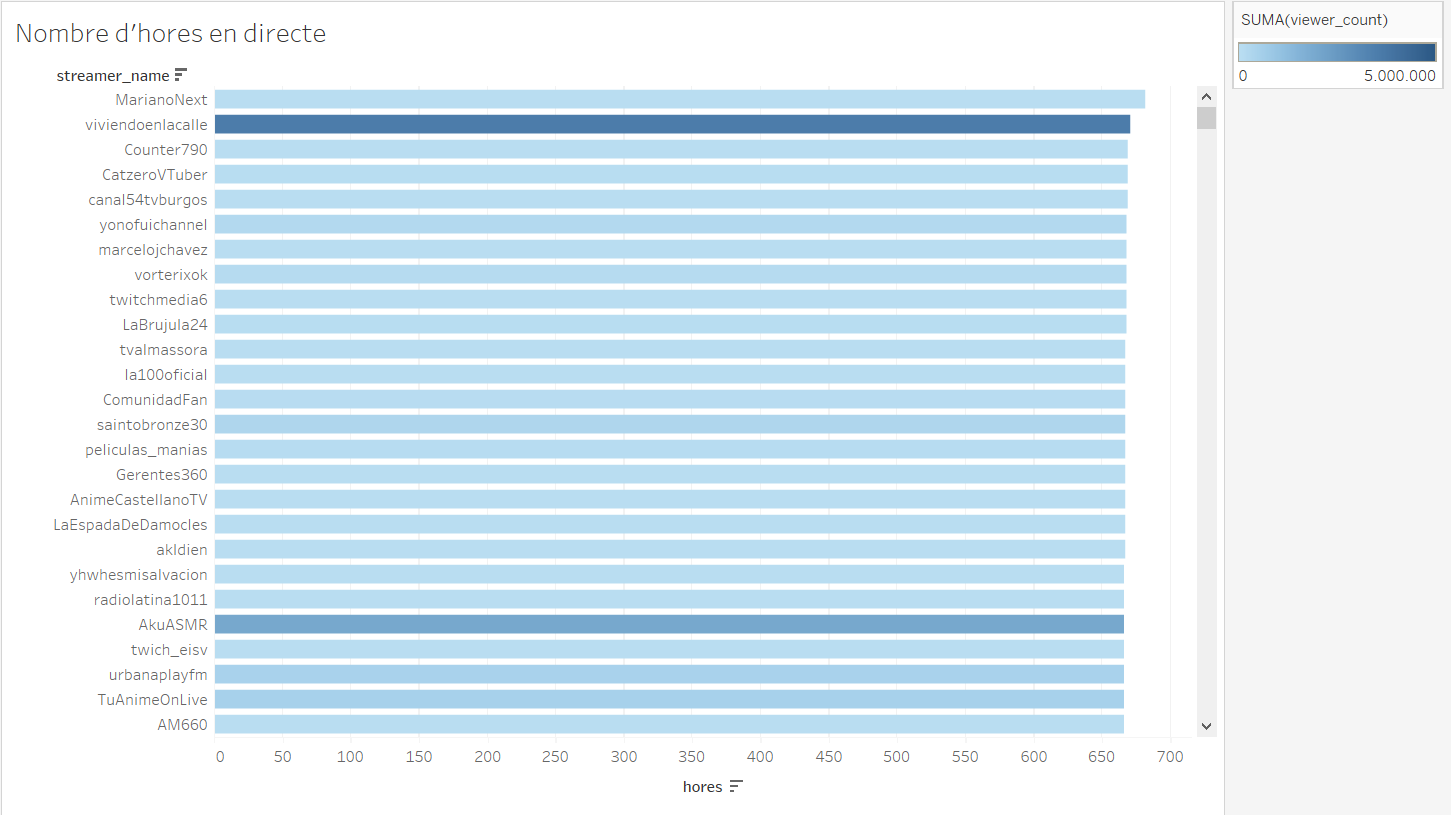 Nombre d’hores en directe
SUMA(viewer_count)
0 5.000.000
streamer_name
MarianoNext
viviendoenlacalle
Counter790
CatzeroVTuber
canal54tvburgos
yonofuichannel
marcelojchavez
vorterixok
twitchmedia6
LaBrujula24
tvalmassora
la100oficial
ComunidadFan
saintobronze30
peliculas_manias
Gerentes360
AnimeCastellanoTV
LaEspadaDeDamocles
akldien
yhwhesmisalvacion
radiolatina1011
AkuASMR
twich_eisv
urbanaplayfm
TuAnimeOnLive
AM660
0 50 100 150 200 250 300 350 400 450 500 550 600 650 700
hores